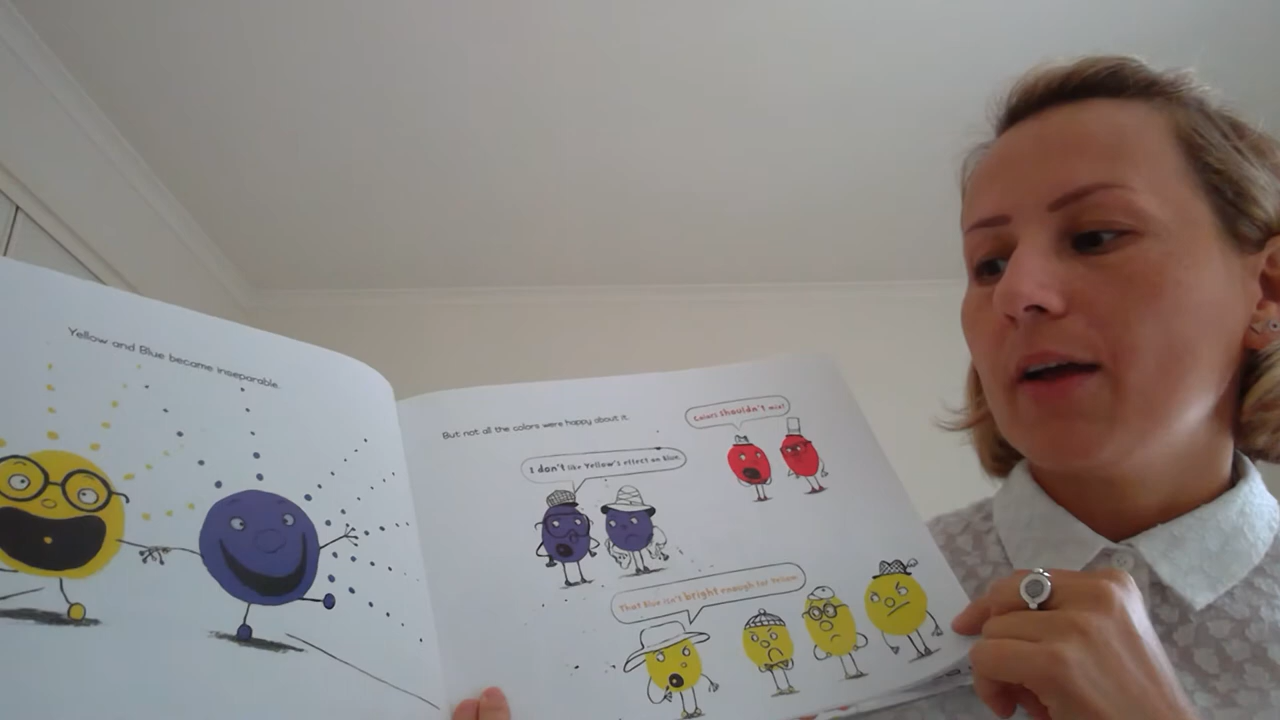 Yellow and Blue became inseparable.
But not all the colors were happy about it.
Colors shouldn't mix!
I don't like Yellow's effect on Blue.
That Blue isn't bright enough for Yellow.